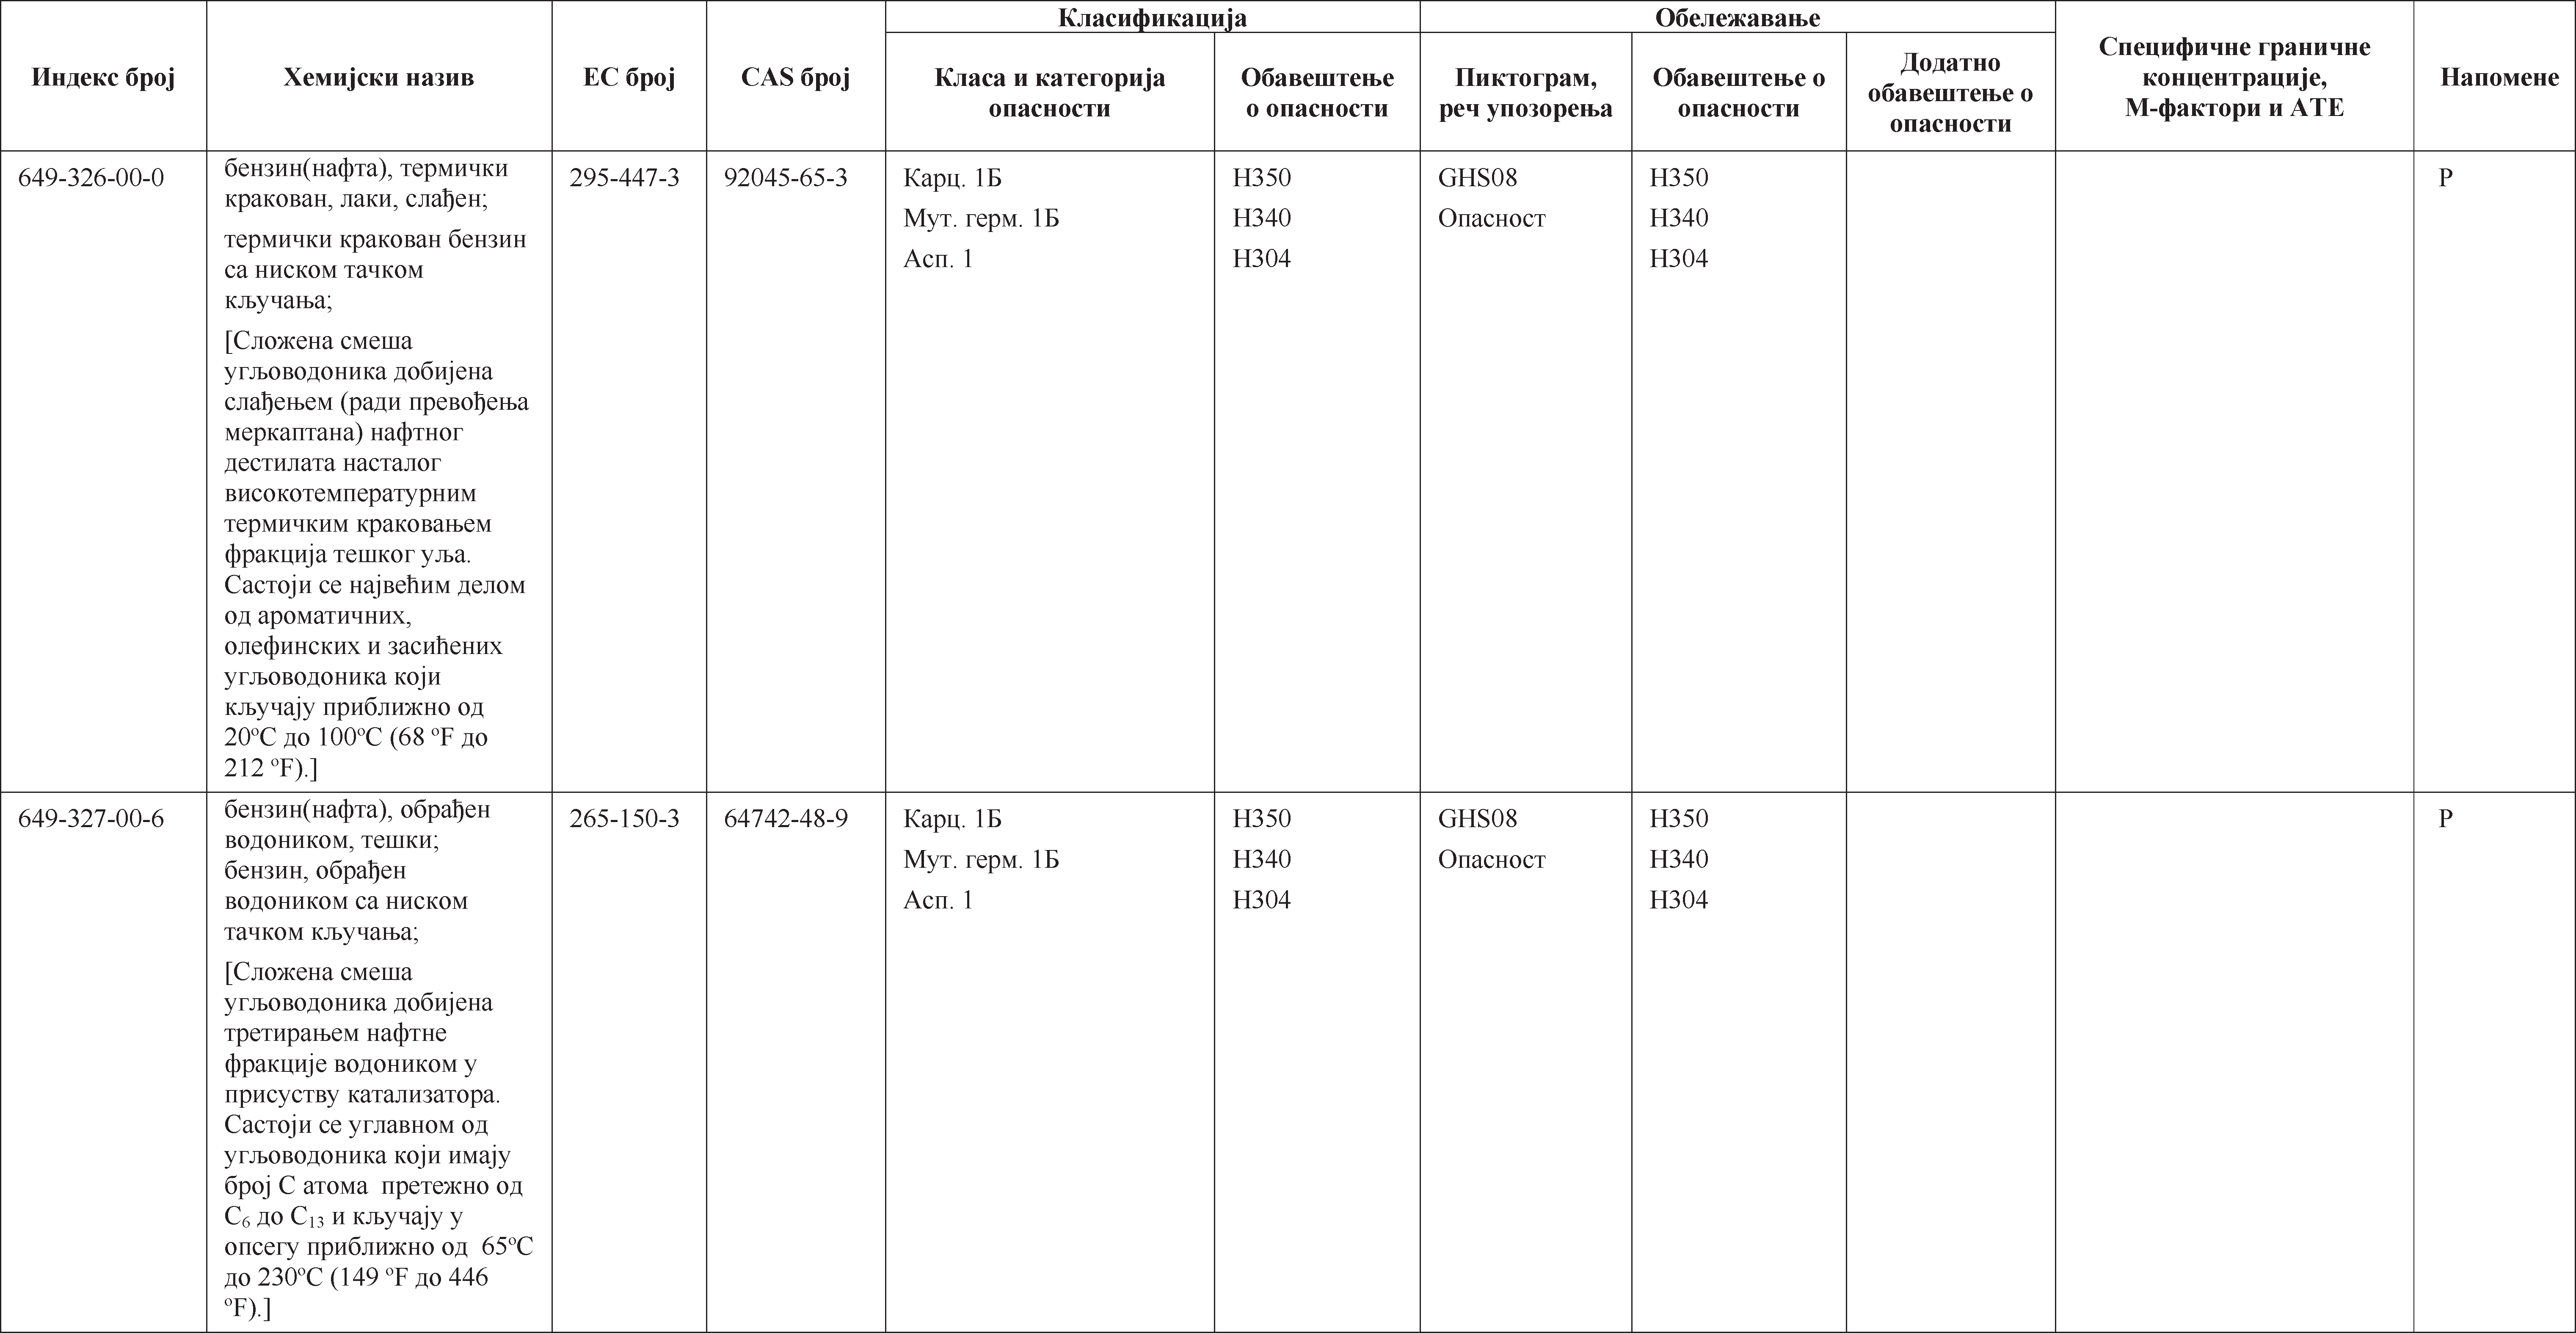 Класификација
Обележавање
Индекс број
Хемијски назив
ЕС број
CAS број
Класа и категорија
опасности
Обавештење
о опасности
Пиктограм,
реч упозорења
Обавештење о
опасности
Додатно
обавештење о
опасности
Специфичне граничне
концентрације,
М-фактори и АТЕ
Напомене
649-326-00-0
бензин(нафта), термички
кракован, лаки, слађен;
термички кракован бензин
са ниском тачком
кључања;
[Сложена смеша
угљоводоника добијена
слађењем (ради превођења
меркаптана) нафтног
дестилата насталог
високотемпературним
термичким краковањем
фракција тешког уља.
Састоји се највећим делом
од ароматичних,
олефинских и засићених
угљоводоника који
кључају приближно од
20ºC до 100ºC (68 ºF до
212 ºF).]
295-447-3
92045-65-3
Карц. 1Б
Мут. герм. 1Б
Асп. 1
H350
H340
H304
GHS08
Опасност
H350
H340
H304
P
649-327-00-6
бензин(нафта), обрађен
водоником, тешки;
бензин, обрађен
водоником са ниском
тачком кључања;
[Сложена смеша
угљоводоника добијена
третирањем нафтне
фракције водоником у
присуству катализатора.
Састоји се углавном од
угљоводоника који имају
број C атома претежно од
C₆ до C₁₃ и кључају у
опсегу приближно од 65ºC
до 230ºC (149 ºF до 446
ºF).]
265-150-3
64742-48-9
Карц. 1Б
Мут. герм. 1Б
Асп. 1
H350
H340
H304
GHS08
Опасност
H350
H340
H304
P